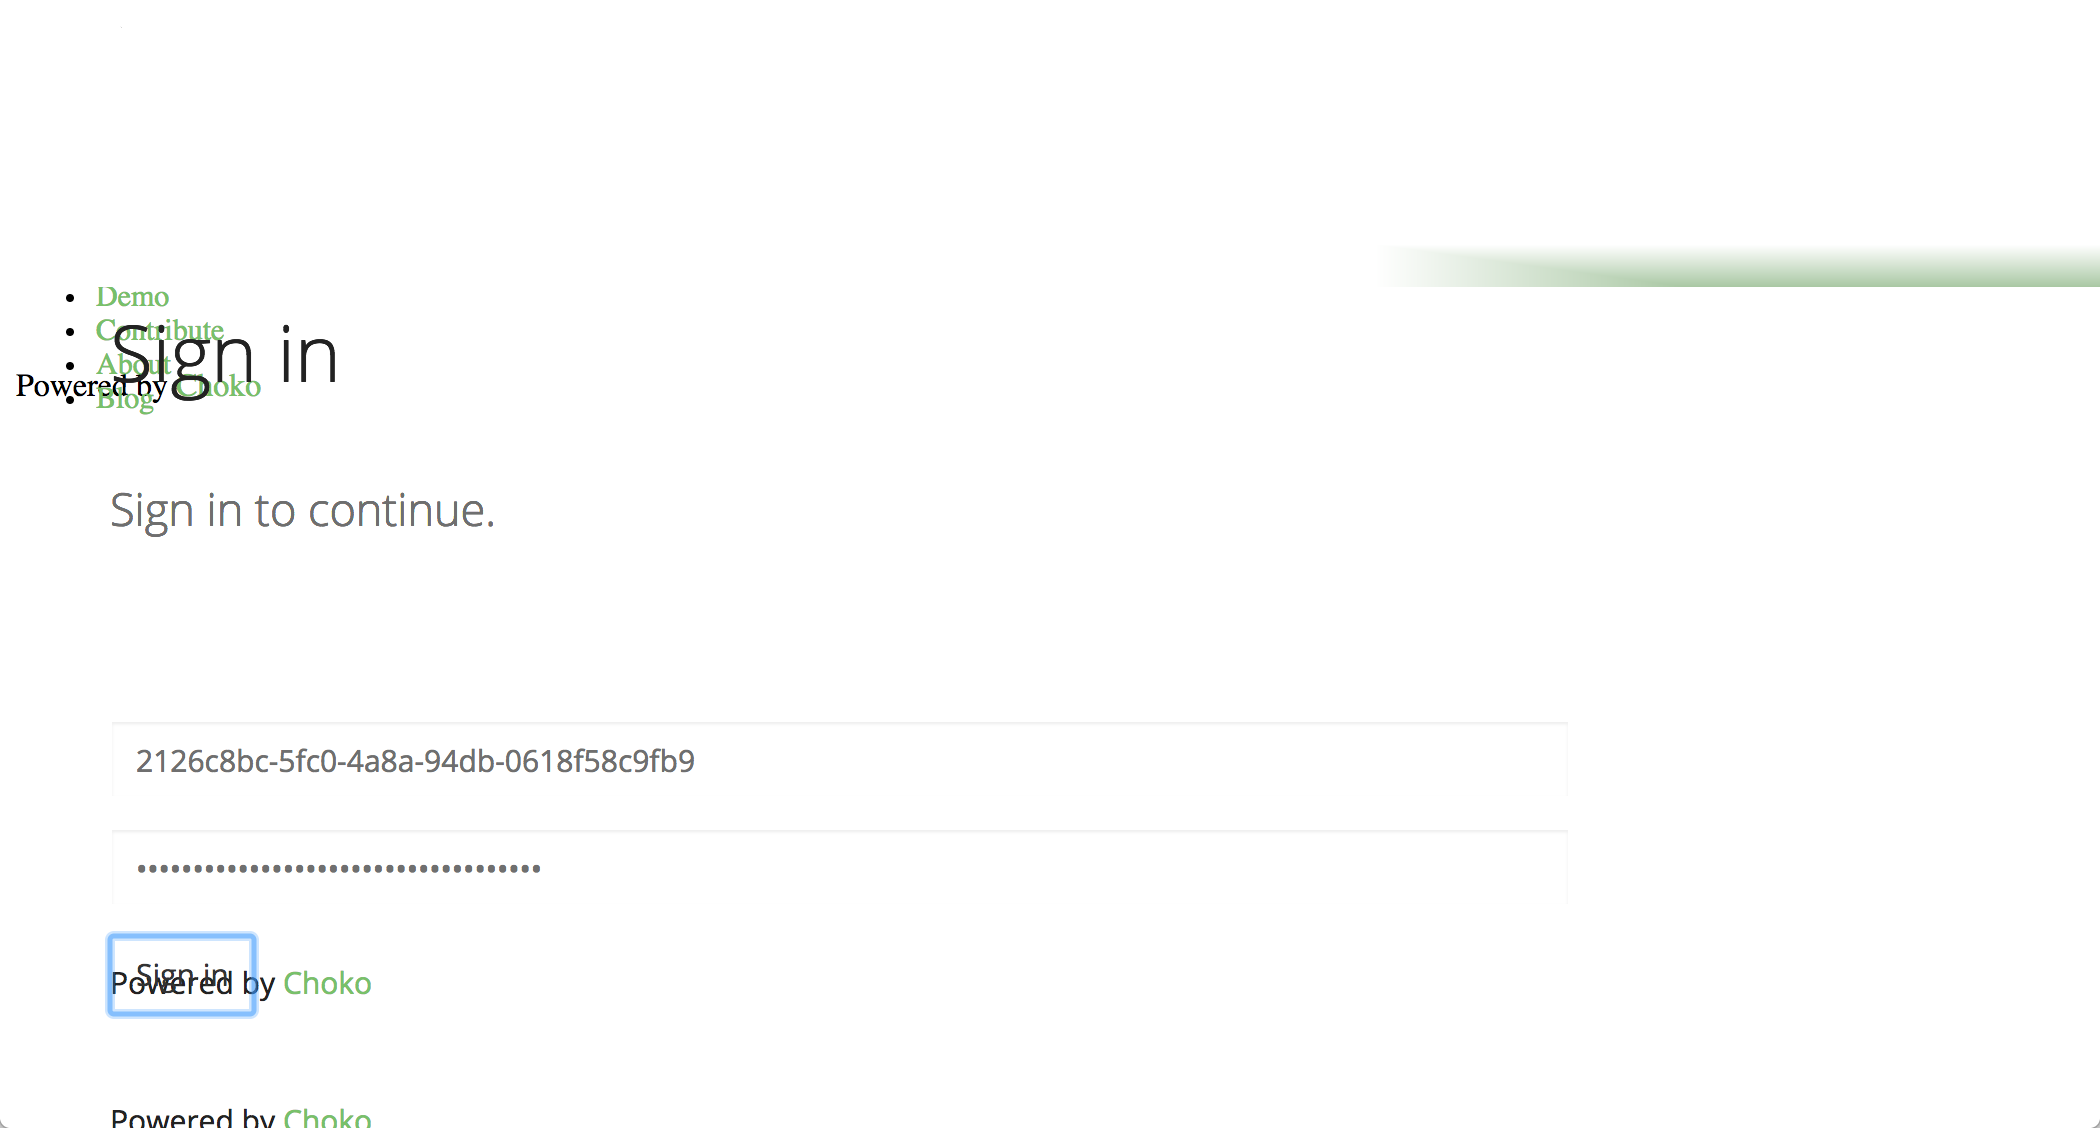 Demo
Contribute
Sign in
About
Powered by Choko
Blog
Sign in to continue.
2126c8bc-5fc0-4a8a-94db-0618f58c9fb9
••••••••••••••••••••••••••••••••••••
Sign in
Powered by Choko
Powered by Choko